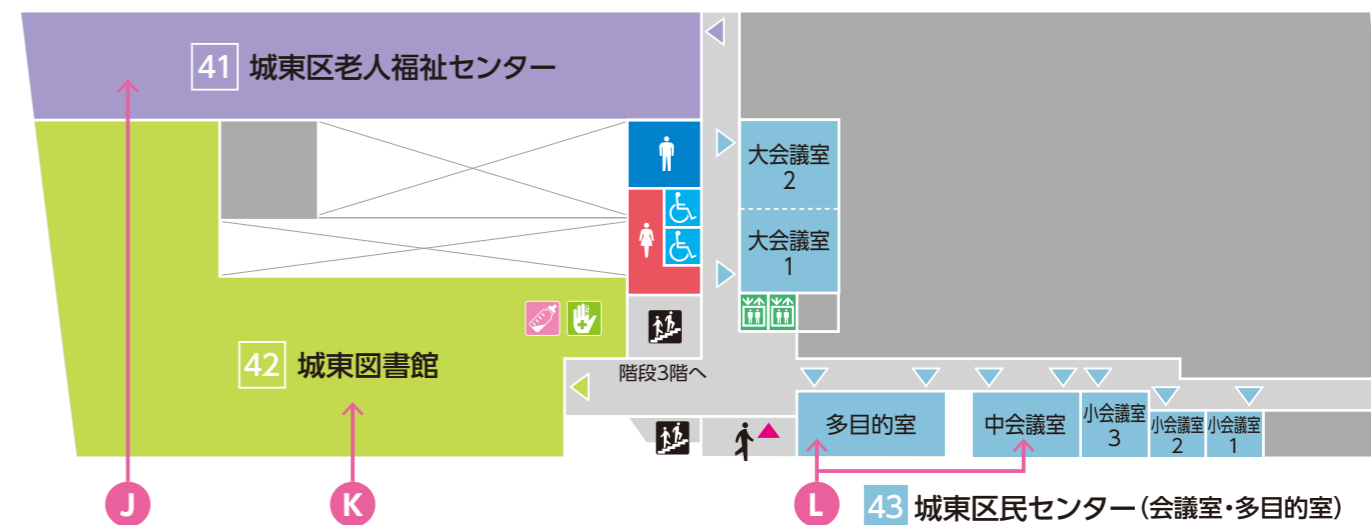 41 城東区老人福祉センター
大会議室
2
大会議室
1
42 城東図書館
階段3階へ
多目的室
中会議室
小会議室
3
小会議室
2
小会議室
1
J
K
L
43 城東区民センター(会議室・多目的室)